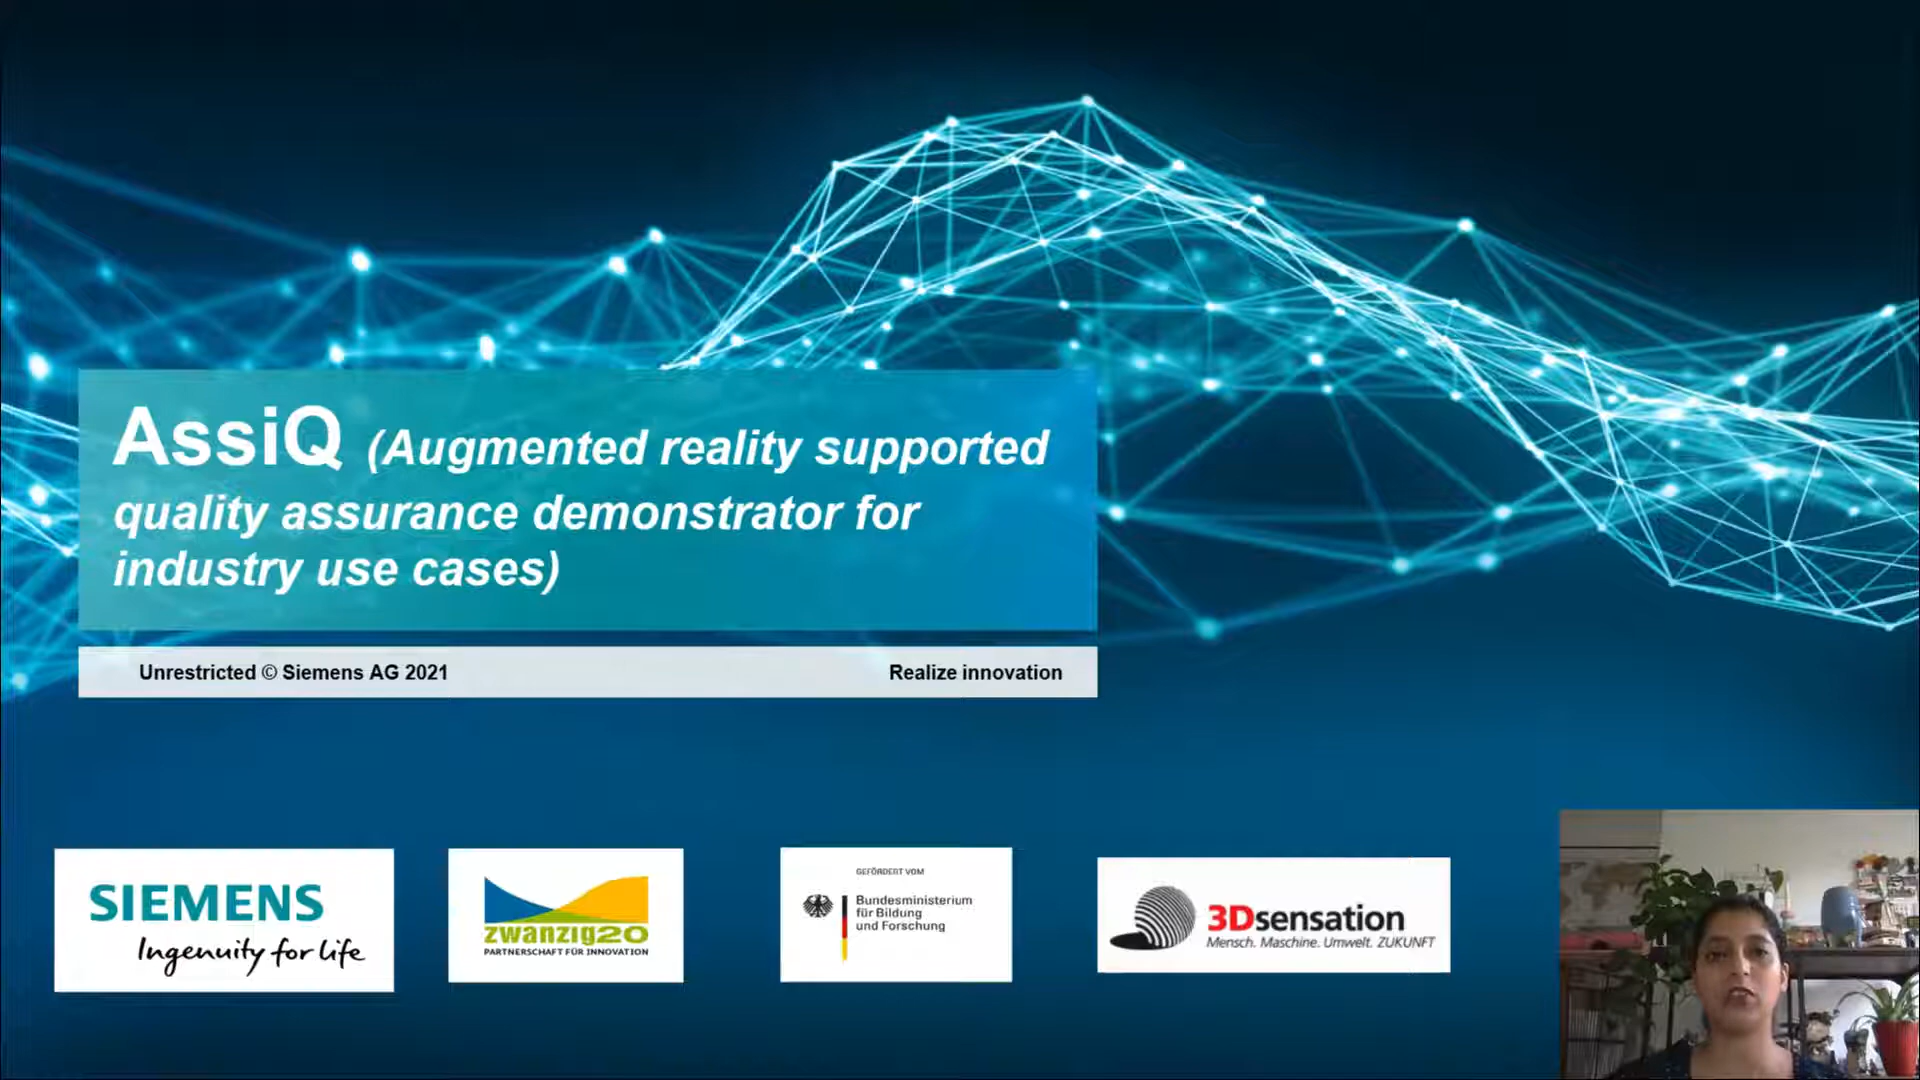 AssiQ (Augmented reality supported
quality assurance demonstrator for
industry use cases)
Unrestricted © Siemens AG 2021
Realize innovation
SIEMENS
Ingenuity for life
zwanzig20
PARTNERSCHAFT FÜR INNOVATION
GEFÖRDERT VOM
Bundesministerium
für Bildung
und Forschung
3Dsensation
Mensch. Maschine. Umwelt. ZUKUNFT